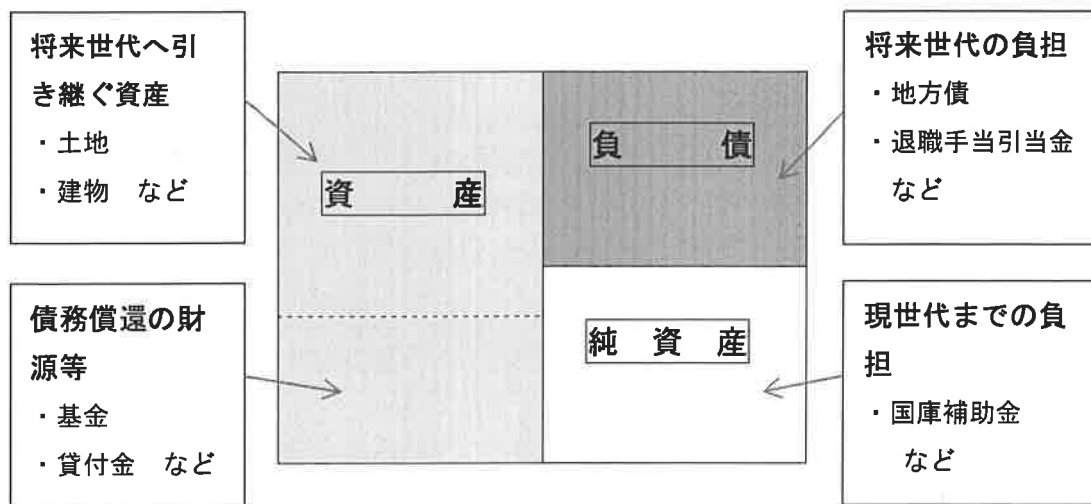 将来世代へ引
き継ぐ資産
・土地
・建物　など
債務償還の財
源等
・基金
・貸付金　など
資　　　産
負　　　債
純　資　産
将来世代の負担
・地方債
・退職手当引当金
など
現世代までの負
担
・国庫補助金
など